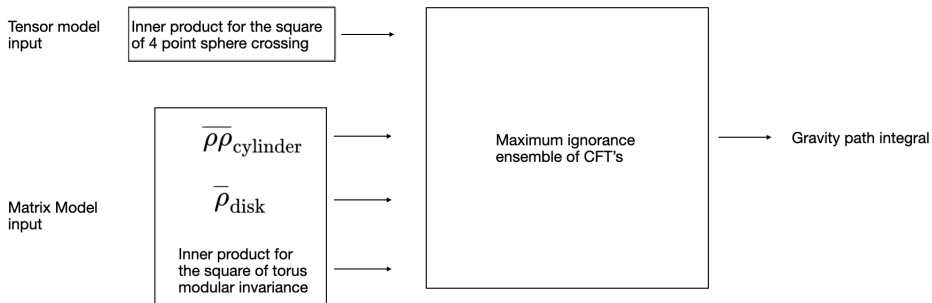 Tensor model
input
Inner product for the square
of 4 point sphere crossing
Maximum ignorance
ensemble of CFT's
Gravity path integral
Matrix Model
input
$\overline{\rho\rho}_{\text{cylinder}}$
$\overline{\rho}_{\text{disk}}$
Inner product for
the square of torus
modular invariance